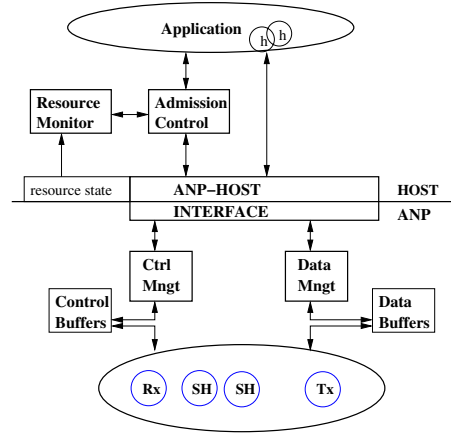 Application
h
h
Resource
Monitor
Admission
Control
resource state
ANP-HOST
HOST
INTERFACE
ANP
Ctrl
Mngt
Data
Mngt
Control
Buffers
Data
Buffers
Rx
SH
SH
Tx